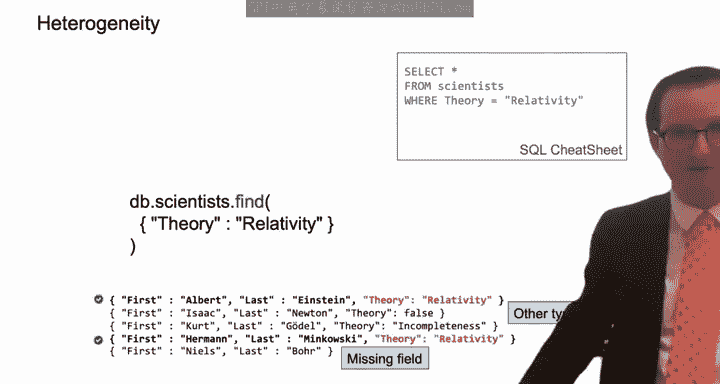 Heterogeneity
SELECT *
FROM scientists
WHERE Theory = "Relativity"
SQL CheatSheet
db.scientists.find(
{ "Theory" : "Relativity" }
)
{ "First" : "Albert", "Last" : "Einstein", "Theory": "Relativity" }
{ "First" : "Isaac", "Last" : "Newton", "Theory": false }
Other
{ "First" : "Kurt", "Last" : "Gödel", "Theory": "Incompleteness" }
{ "First" : "Hermann", "Last" : "Minkowski", "Theory": "Relativity" }
{ "First" : "Niels", "Last" : "Bohr" }
Missing field